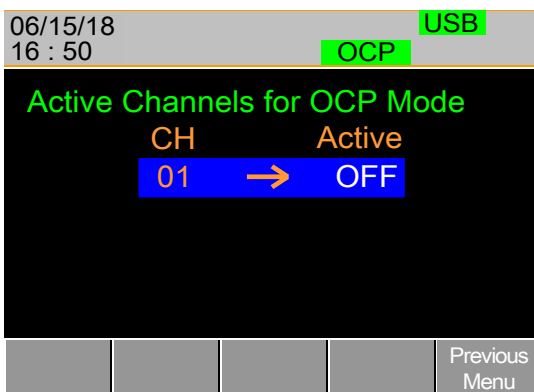 06/15/18 USB
16 : 50 OCP
Active Channels for OCP Mode
CH Active
01 → OFF
Previous
Menu